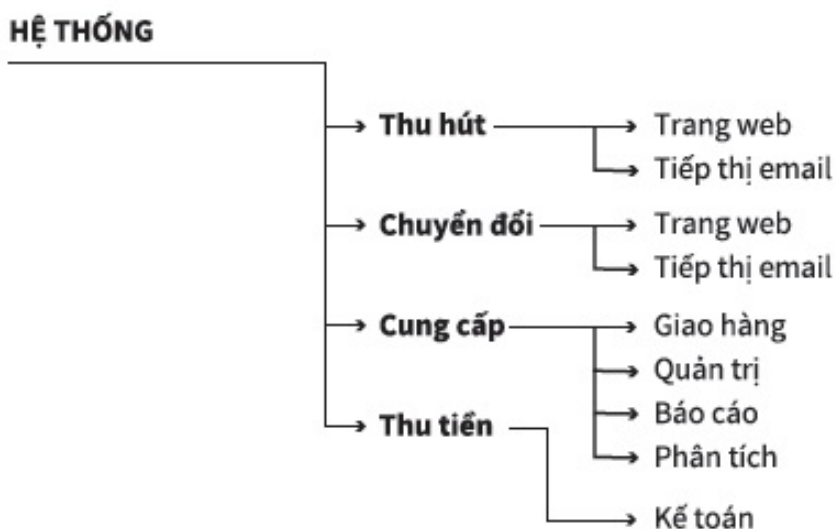 HỆ THỐNG
Thu hút
Trang web
Tiếp thị email
Chuyển đổi
Trang web
Tiếp thị email
Cung cấp
Giao hàng
Quản trị
Báo cáo
Phân tích
Thu tiền
Kế toán